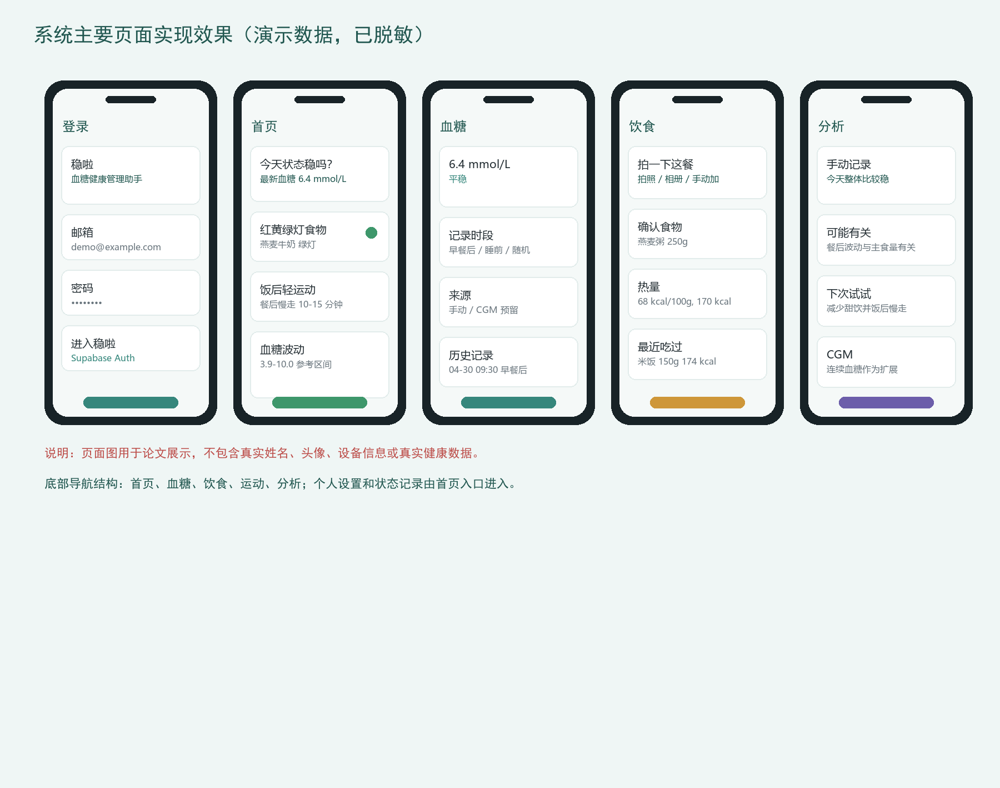 系统主要页面实现效果（演示数据，已脱敏）
登录
稳啦
血糖健康管理助手
邮箱
demo@example.com
密码
••••••••
进入稳啦
Supabase Auth
首页
今天状态稳吗?
最新血糖 6.4 mmol/L
红黄绿灯食物
燕麦牛奶 绿灯
饭后轻运动
餐后慢走 10-15 分钟
血糖波动
3.9-10.0 参考区间
血糖
6.4 mmol/L
平稳
记录时段
早餐后 / 睡前 / 随机
来源
手动 / CGM 预留
历史记录
04-30 09:30 早餐后
饮食
拍一下这餐
拍照 / 相册 / 手动加
确认食物
燕麦粥 250g
热量
68 kcal/100g, 170 kcal
最近吃过
米饭 150g 174 kcal
分析
手动记录
今天整体比较稳
可能有关
餐后波动与主食量有关
下次试试
减少甜饮并饭后慢走
CGM
连续血糖作为扩展
说明：页面图用于论文展示，不包含真实姓名、头像、设备信息或真实健康数据。
底部导航结构：首页、血糖、饮食、运动、分析；个人设置和状态记录由首页入口进入。